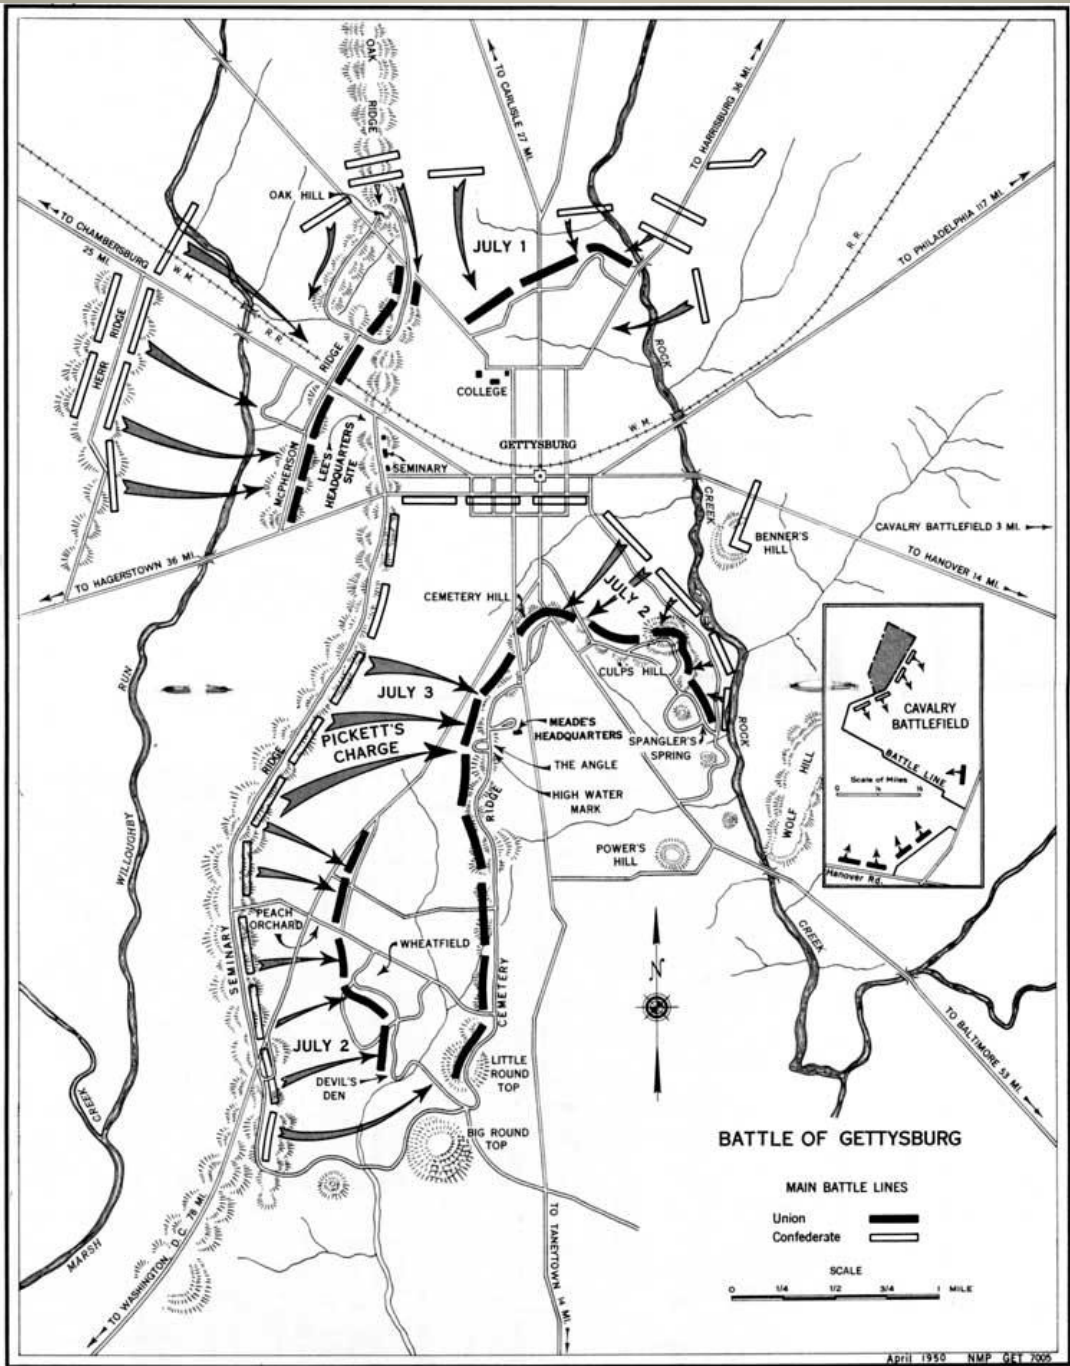 OAK
RIDGE
TO CARLISLE 27 MI.
TO HARRISBURG 36 MI.
OAK HILL
TO CHAMBERSBURG
25 MI.
W. M.
R. R.
JULY 1
R. R.
TO PHILADELPHIA 117 MI.
HERR
RIDGE
RIDGE
ROCK
COLLEGE
W. M.
GETTYSBURG
McPHERSON
LEE'S
HEADQUARTERS
SITE
SEMINARY
CREEK
BENNER'S
HILL
CAVALRY BATTLEFIELD 3 MI.
TO HANOVER 14 MI.
TO HAGERSTOWN 36 MI.
CEMETERY HILL
JULY 2
CULPS HILL
RUN
JULY 3
PICKETT'S
CHARGE
MEADE'S
HEADQUARTERS
SPANGLER'S
SPRING
ROCK
THE ANGLE
HIGH WATER
MARK
RIDGE
RIDGE
WILLOUGHBY
POWER'S
HILL
WOLF
HILL
CAVALRY
BATTLEFIELD
BATTLE LINE
Scale of Miles
0
Hanover Rd.
PEACH
ORCHARD
WHEATFIELD
SEMINARY
CEMETERY
CREEK
N
JULY 2
DEVIL'S
DEN
LITTLE
ROUND
TOP
BIG ROUND
TOP
TO BALTIMORE 53 MI.
CREEK
MARSH
TO WASHINGTON, D.C. 78 MI.
TO TANEYTOWN 14 MI.
BATTLE OF GETTYSBURG
MAIN BATTLE LINES
Union
Confederate
SCALE
0 1/4 1/2 3/4 1 MILE
April 1950 NMP GET 7005